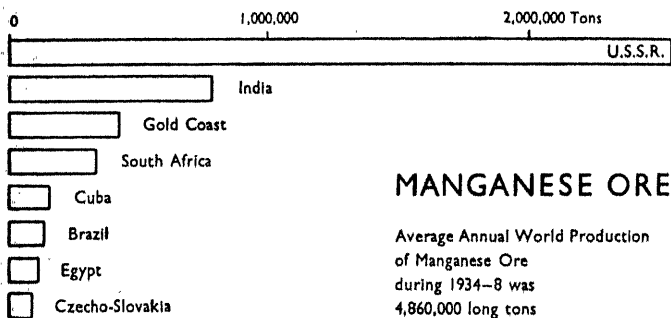 0 1,000,000 2,000,000 Tons
U.S.S.R.
India
Gold Coast
South Africa
Cuba
Brazil
Egypt
Czecho-Slovakia
MANGANESE ORE
Average Annual World Production
of Manganese Ore
during 1934–8 was
4,860,000 long tons